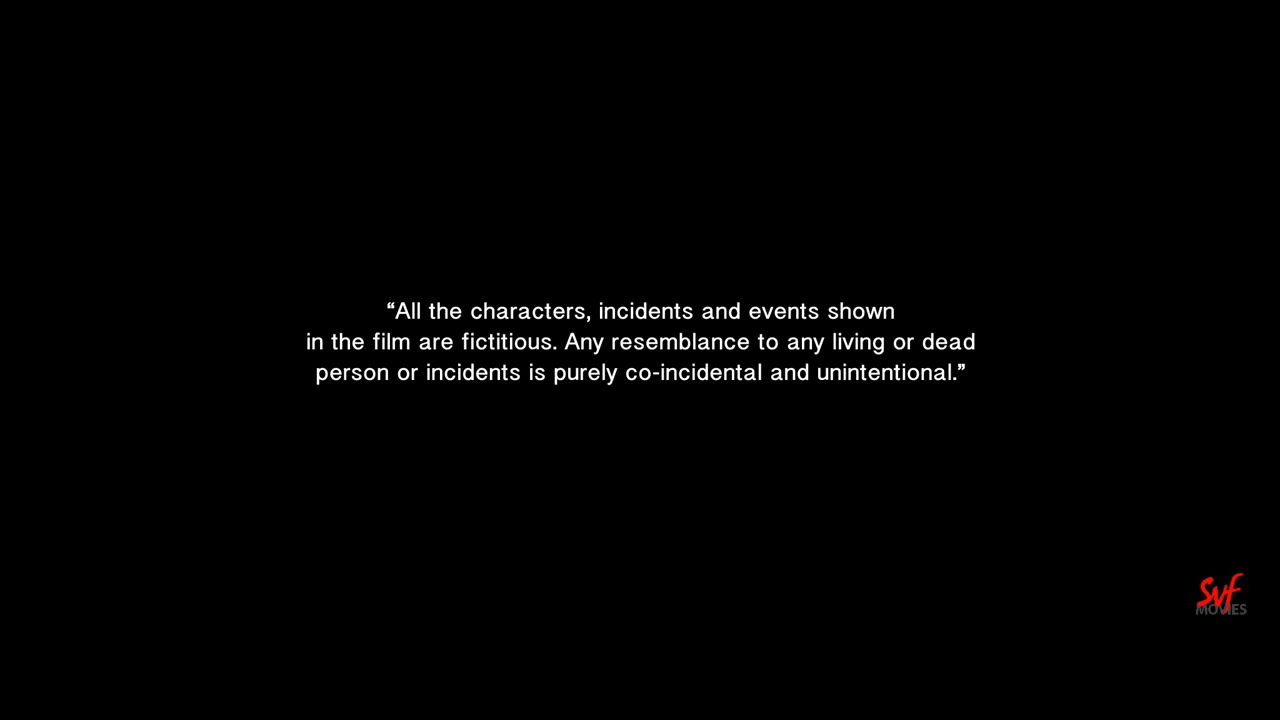 “All the characters, incidents and events shown
in the film are fictitious. Any resemblance to any living or dead
person or incidents is purely co-incidental and unintentional.”
Svf
MOVIES